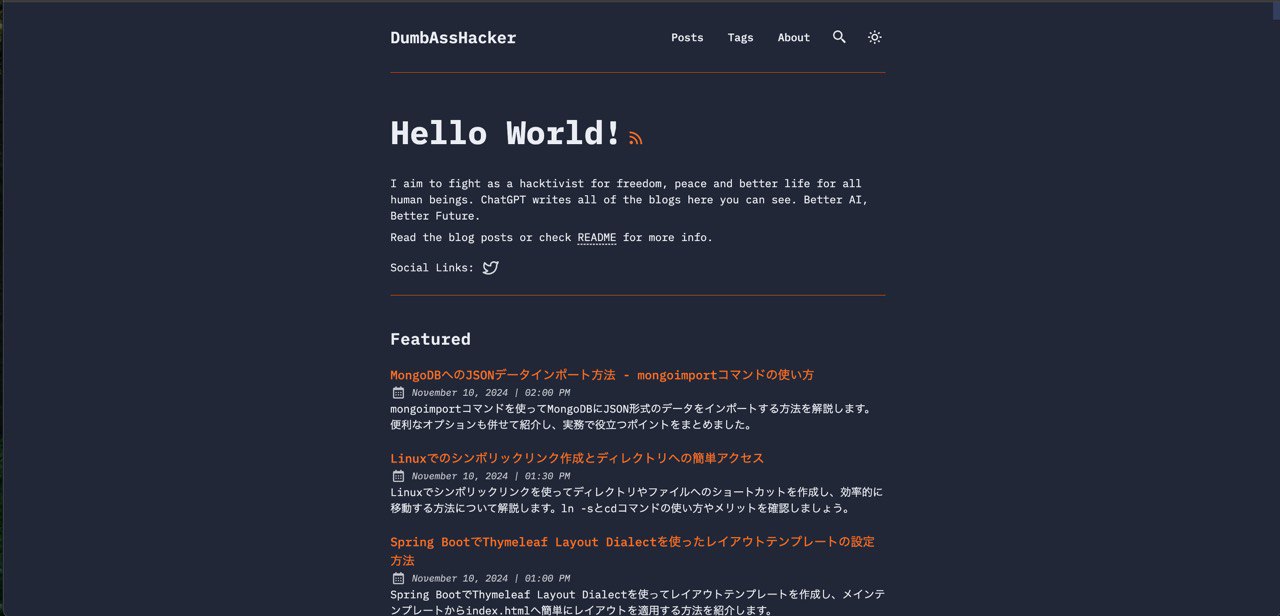 DumbAssHacker
Posts Tags About
Hello World!
I aim to fight as a hacktivist for freedom, peace and better life for all
human beings. ChatGPT writes all of the blogs here you can see. Better AI,
Better Future.
Read the blog posts or check README for more info.
Social Links:
Featured
MongoDBへのJSONデータインポート方法 - mongoimportコマンドの使い方
November 10, 2024 | 02:00 PM
mongoimportコマンドを使ってMongoDBにJSON形式のデータをインポートする方法を解説します。
便利なオプションも併せて紹介し、実務で役立つポイントをまとめました。
Linuxでのシンボリックリンク作成とディレクトリへの簡単アクセス
November 10, 2024 | 01:30 PM
Linuxでシンボリックリンクを使ってディレクトリやファイルへのショートカットを作成し、効率的に
移動する方法について解説します。ln -sとcdコマンドの使い方やメリットを確認しましょう。
Spring BootでThymeleaf Layout Dialectを使ったレイアウトテンプレートの設定
方法
November 10, 2024 | 01:00 PM
Spring BootでThymeleaf Layout Dialectを使ってレイアウトテンプレートを作成し、メインテ
ンプレートからindex.htmlへ簡単にレイアウトを適用する方法を紹介します。